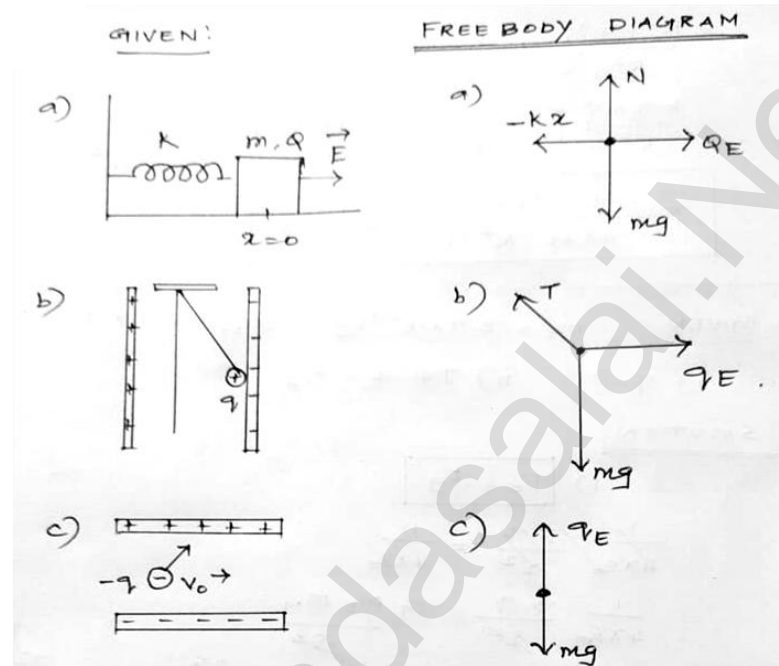 GIVEN:
FREE BODY DIAGRAM
a)
K
m, Q
E
x=0
a)
N
-Kx
QE
mg
b)
+
+
+
+
+
-
-
-
-
-
+
q
b)
T
qE.
mg
c)
+ + + + +
-q - v₀
- - - - -
c)
qE
mg